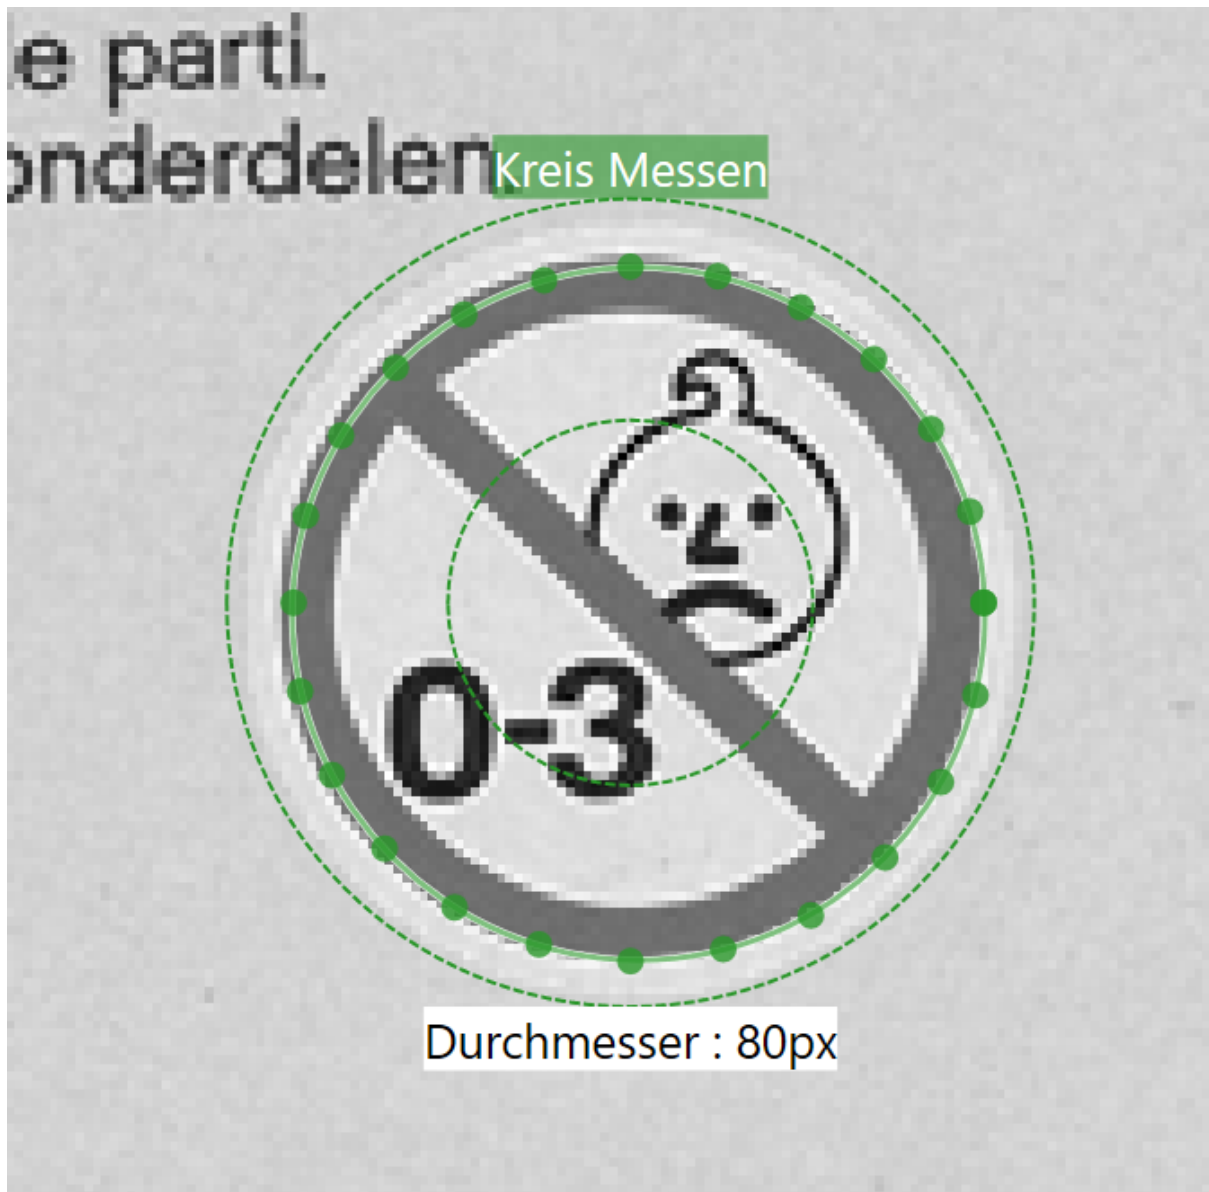 e parti.
onderdelen.
Kreis Messen
0-3
Durchmesser : 80px